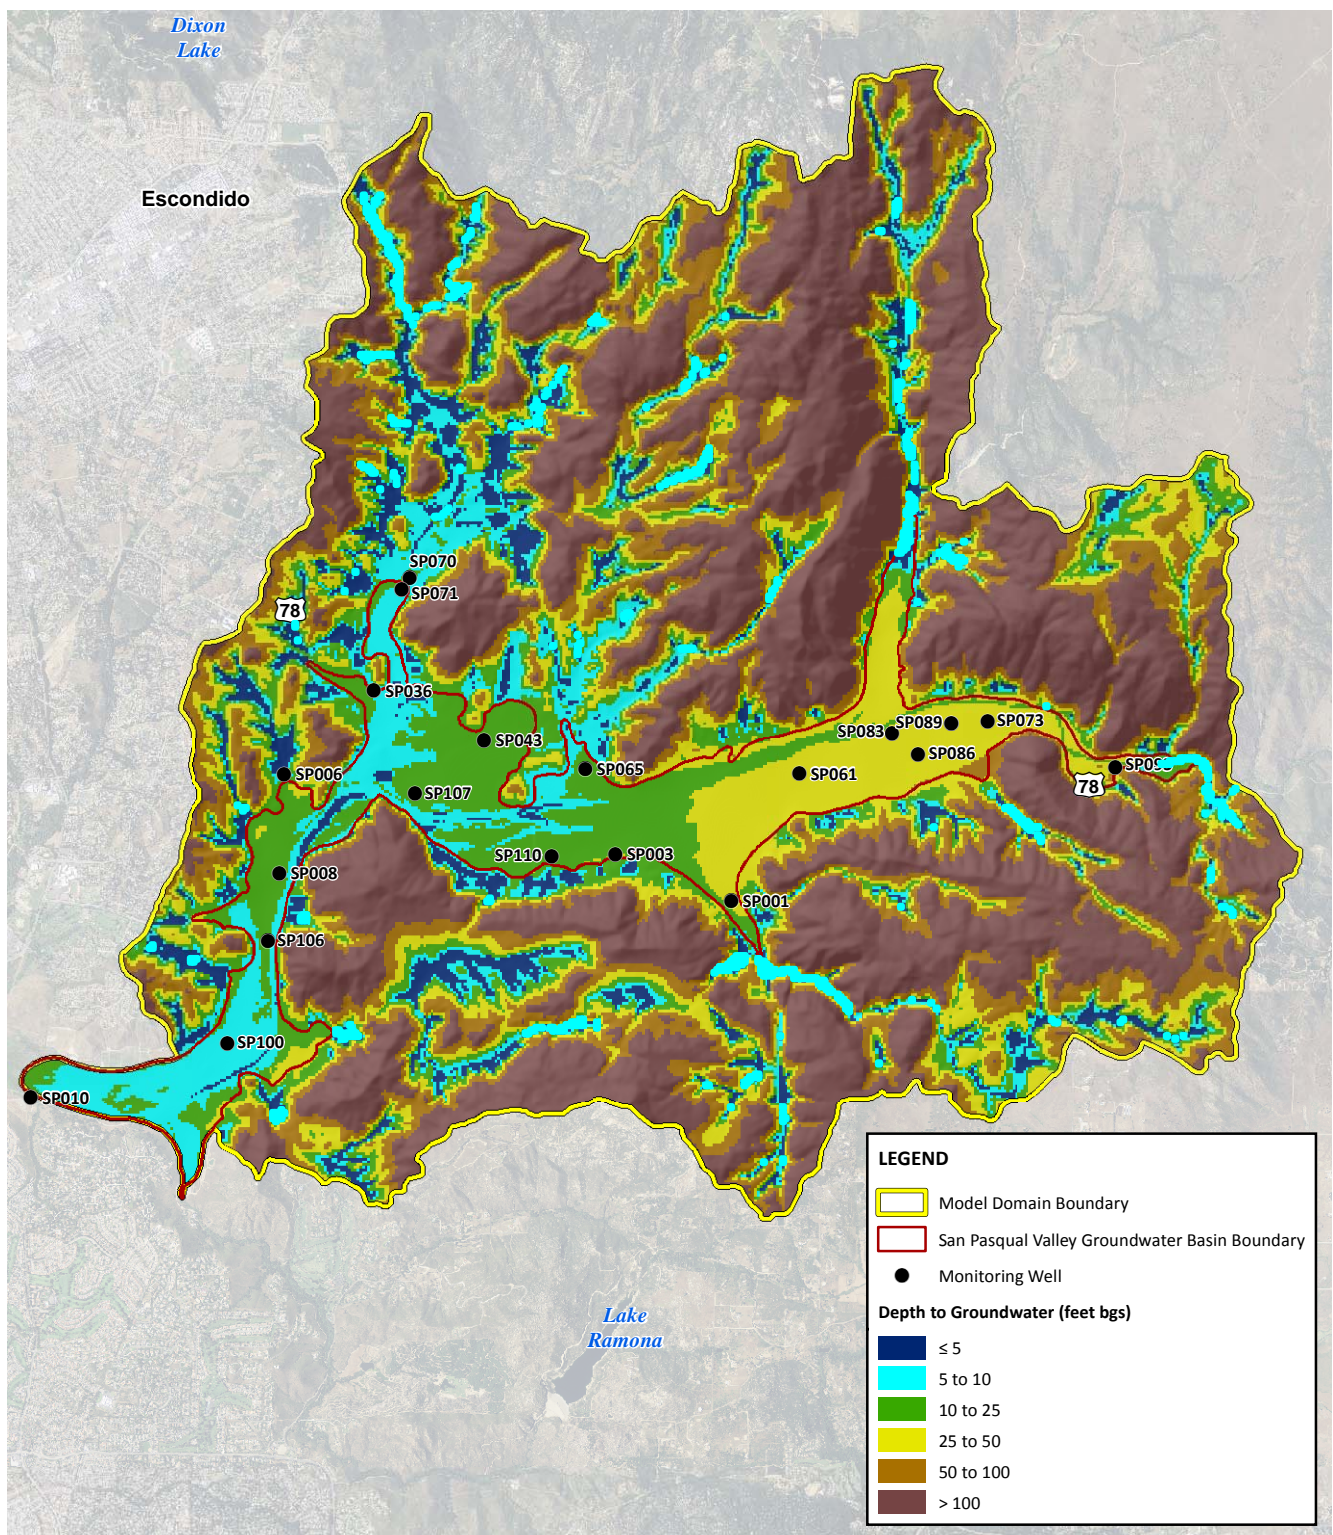 Dixon
Lake
Escondido
SP070
SP071
78
SP036
SP043
SP083
SP089
SP073
SP086
SP006
SP065
SP061
78
SP107
SP110
SP003
SP008
SP001
SP106
SP100
SP010
LEGEND
Model Domain Boundary
San Pasqual Valley Groundwater Basin Boundary
Monitoring Well
Depth to Groundwater (feet bgs)
≤ 5
5 to 10
10 to 25
25 to 50
50 to 100
> 100
Lake
Ramona